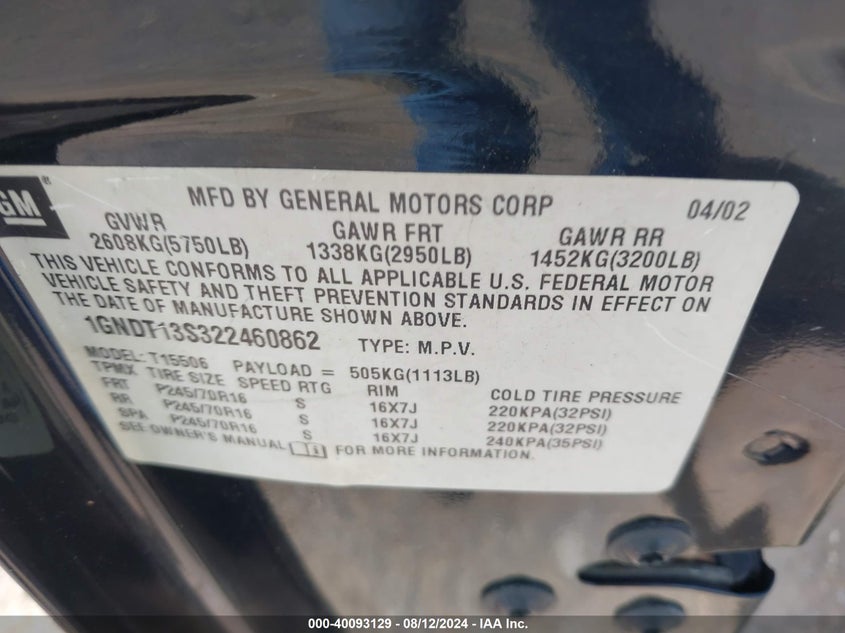 GM®
MFD BY GENERAL MOTORS CORP 04/02
GVWR GAWR FRT GAWR RR
2608KG(5750LB) 1338KG(2950LB) 1452KG(3200LB)
THIS VEHICLE CONFORMS TO ALL APPLICABLE U.S. FEDERAL MOTOR
VEHICLE SAFETY AND THEFT PREVENTION STANDARDS IN EFFECT ON
THE DATE OF MANUFACTURE SHOWN ABOVE.
1GNDT13S322460862 TYPE: M.P.V.
MODEL: T15506 PAYLOAD = 505KG(1113LB)
TPMX TIRE SIZE SPEED RTG RIM COLD TIRE PRESSURE
FRT P245/70R16 S 16X7J 220KPA(32PSI)
RR P245/70R16 S 16X7J 220KPA(32PSI)
SPA P245/70R16 S 16X7J 240KPA(35PSI)
SEE OWNER'S MANUAL FOR MORE INFORMATION.
000-40093129 - 08/12/2024 - IAA Inc.